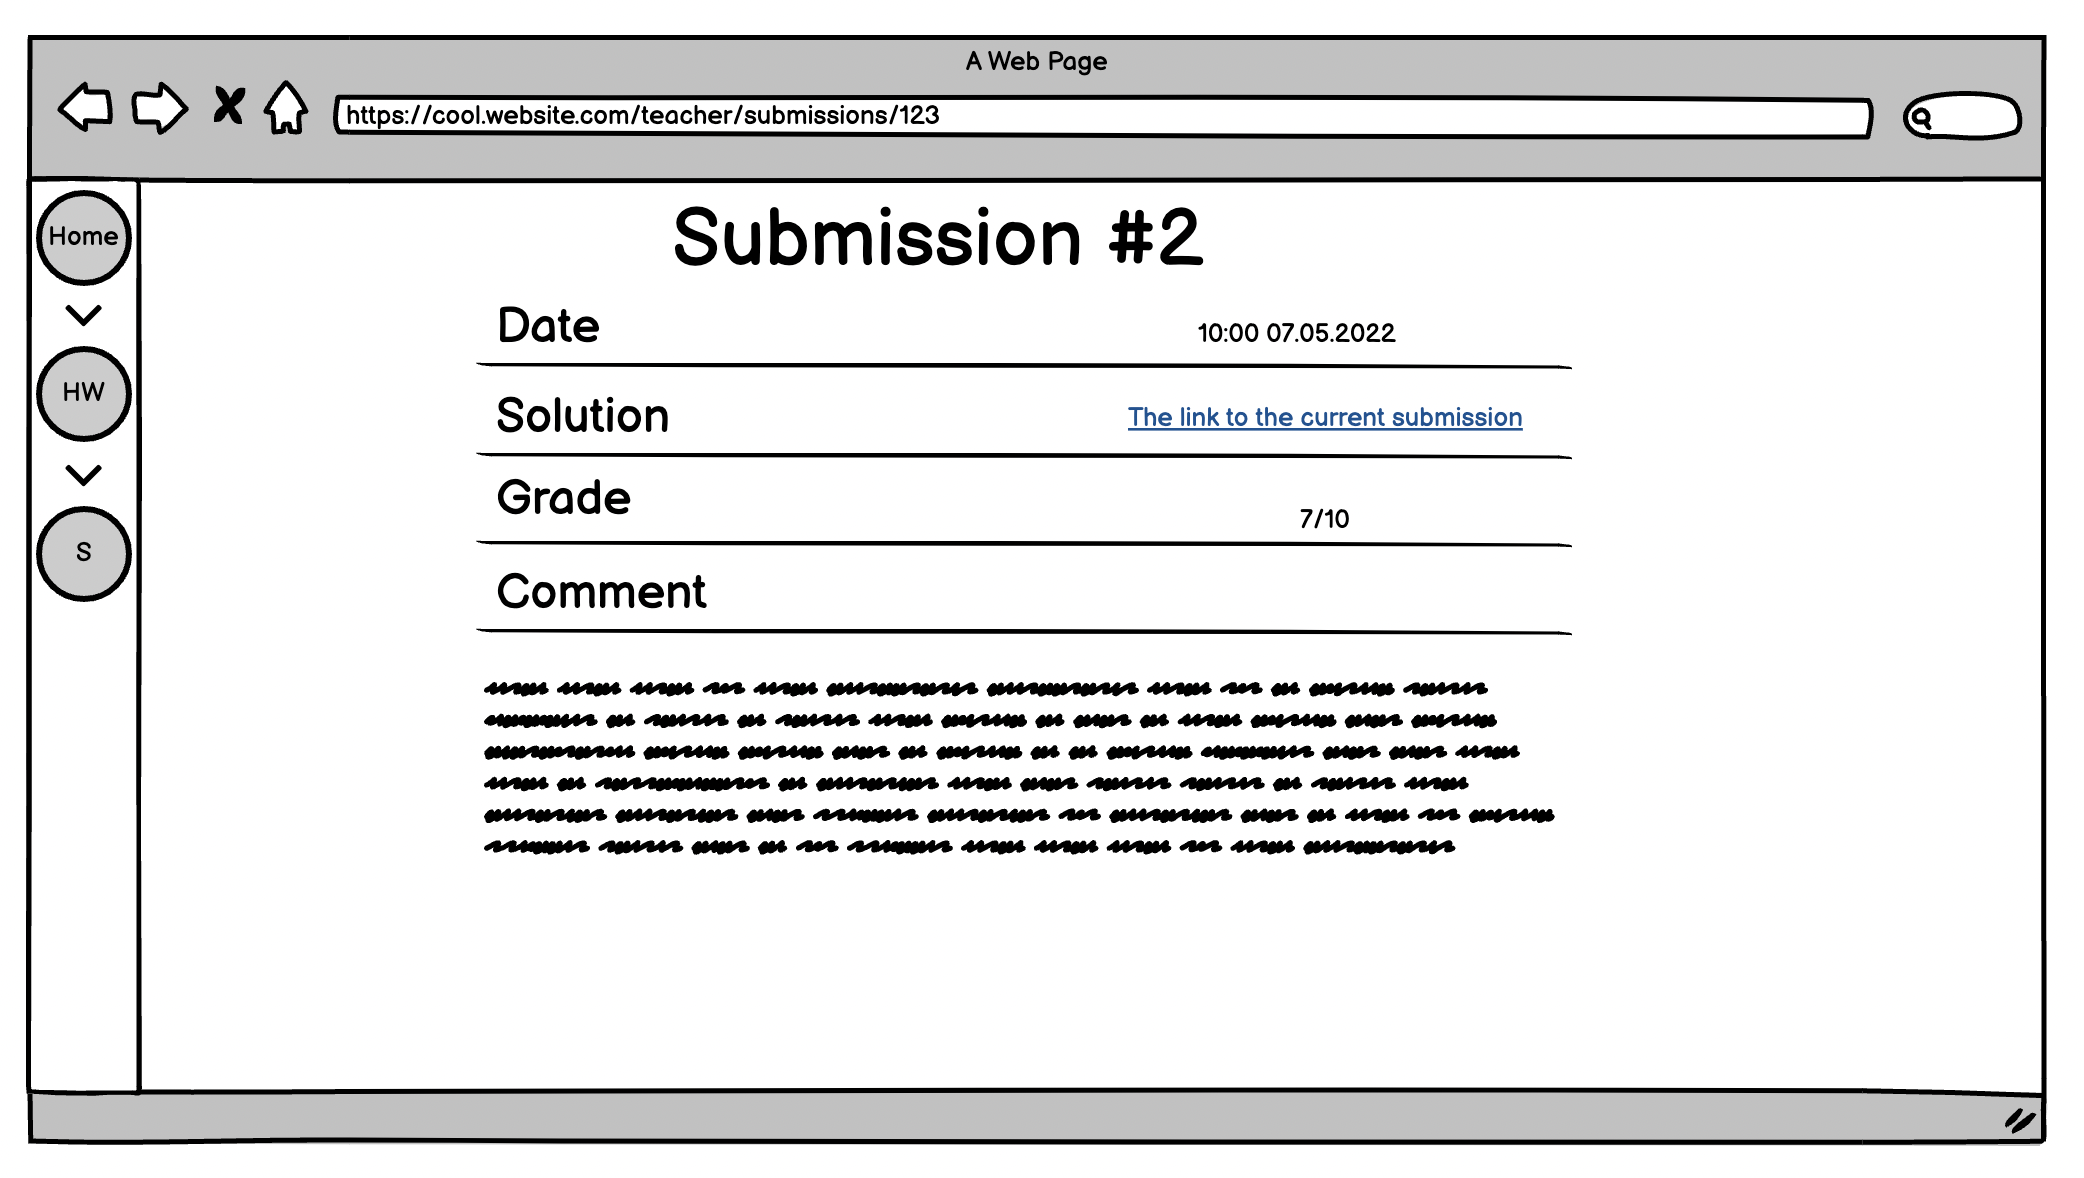 A Web Page
https://cool.website.com/teacher/submissions/123
Home
HW
S
Submission #2
Date
10:00 07.05.2022
Solution
The link to the current submission
Grade
7/10
Comment